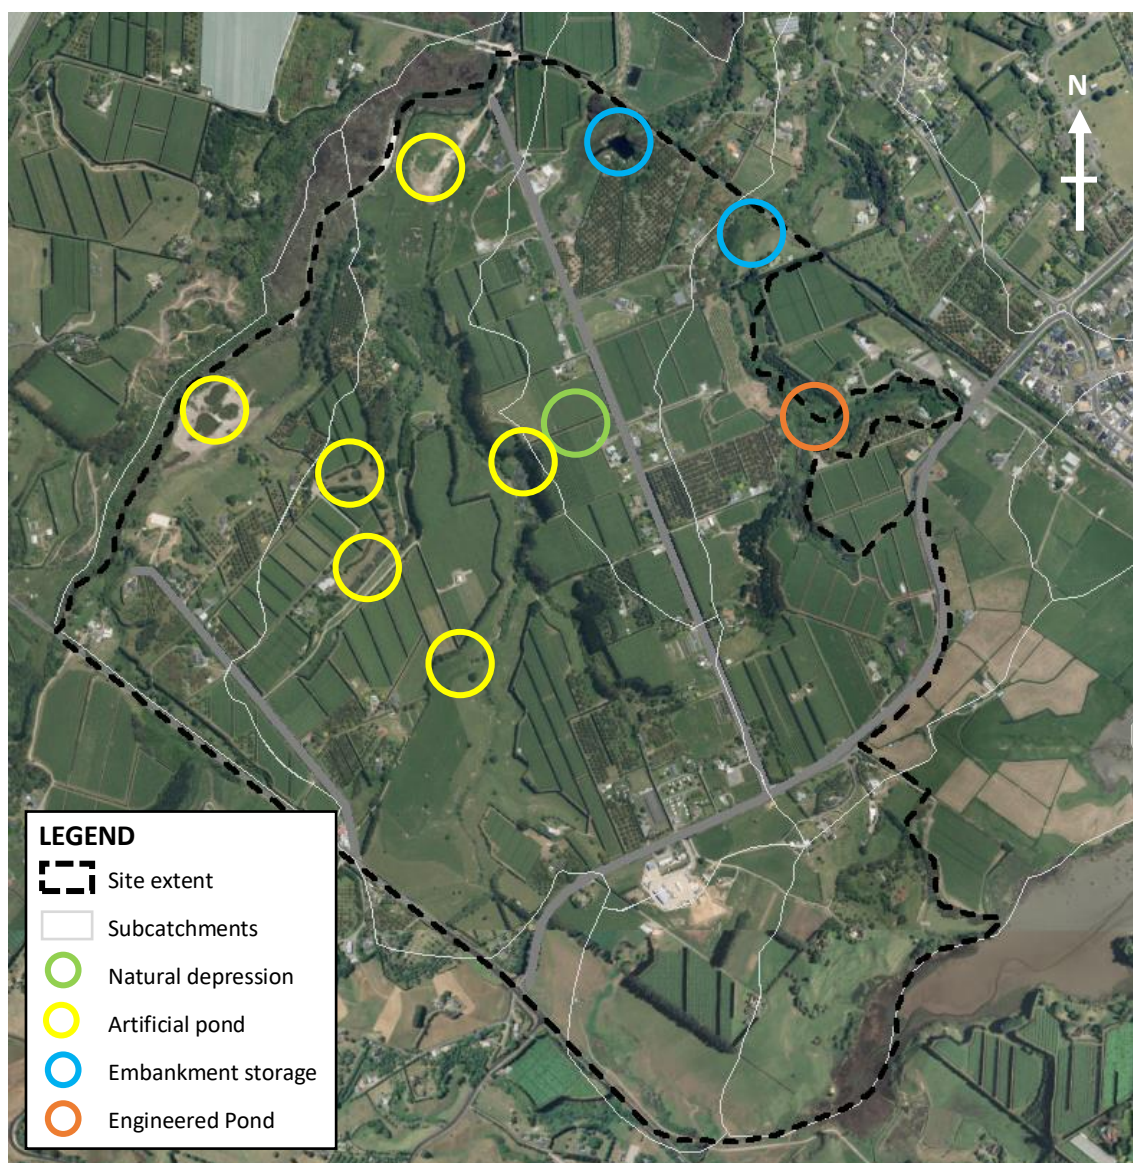 N
LEGEND
Site extent
Subcatchments
Natural depression
Artificial pond
Embankment storage
Engineered Pond